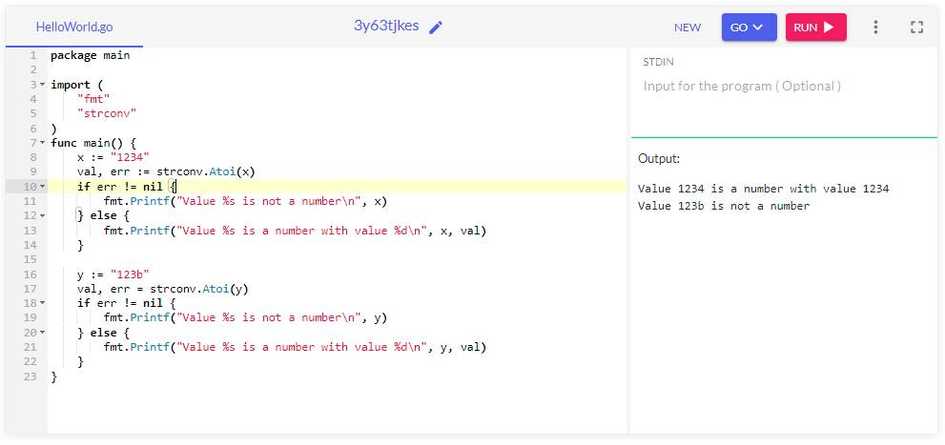 HelloWorld.go
3y63tjkes
NEW
GO
RUN
1 package main
2
3 import (
4     "fmt"
5     "strconv"
6 )
7 func main() {
8     x := "1234"
9     val, err := strconv.Atoi(x)
10     if err != nil {
11         fmt.Printf("Value %s is not a number\n", x)
12     } else {
13         fmt.Printf("Value %s is a number with value %d\n", x, val)
14     }
15
16     y := "123b"
17     val, err = strconv.Atoi(y)
18     if err != nil {
19         fmt.Printf("Value %s is not a number\n", y)
20     } else {
21         fmt.Printf("Value %s is a number with value %d\n", y, val)
22     }
23 }
STDIN
Input for the program ( Optional )
Output:
Value 1234 is a number with value 1234
Value 123b is not a number